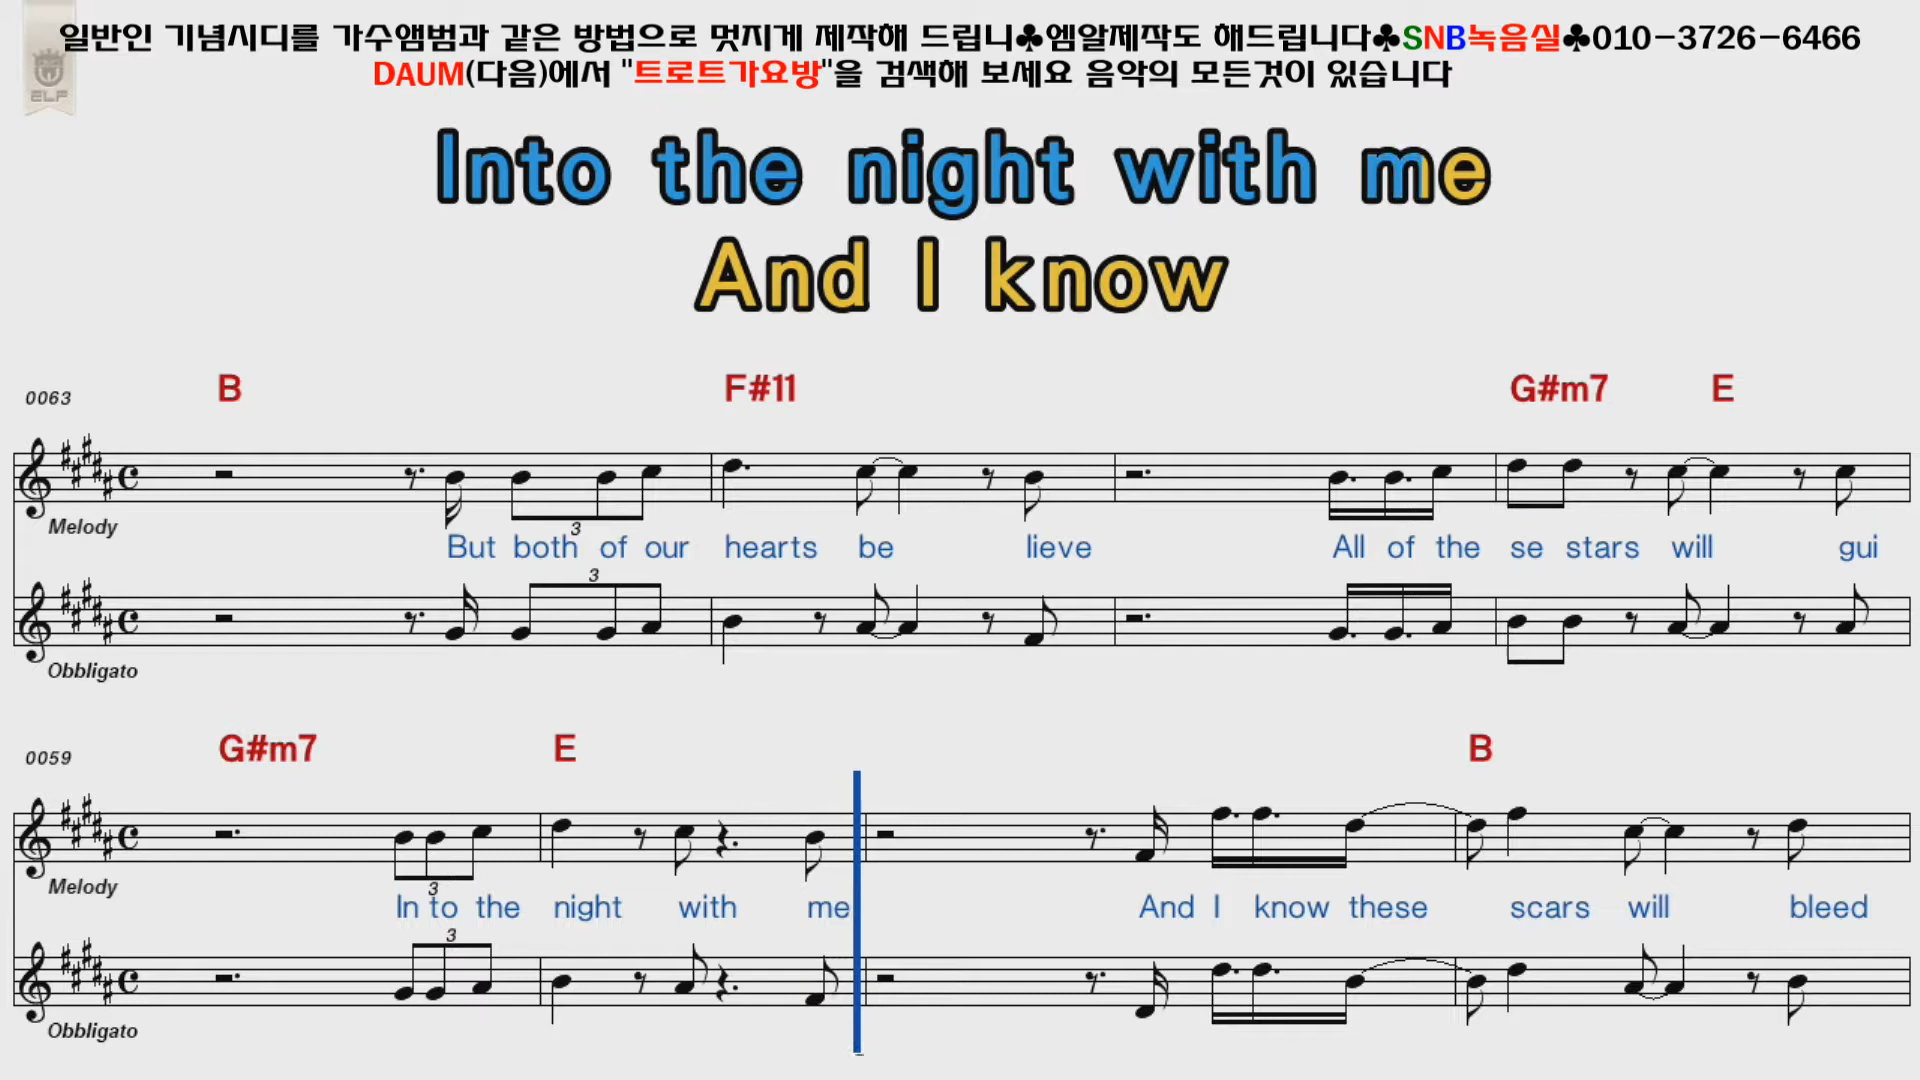 일반인 기념시디를 가수앨범과 같은 방법으로 멋지게 제작해 드립니♣엠알제작도 해드립니다♣SNB녹음실♣010-3726-6466
DAUM(다음)에서 "트로트가요방"을 검색해 보세요 음악의 모든것이 있습니다
ELF
Into the night with me
And I know
0063 B F#11 G#m7 E
Melody
3
But both of our hearts be lieve All of the se stars will gui
3
Obbligato
0059 G#m7 E B
Melody
3
In to the night with me And I know these scars will bleed
3
Obbligato